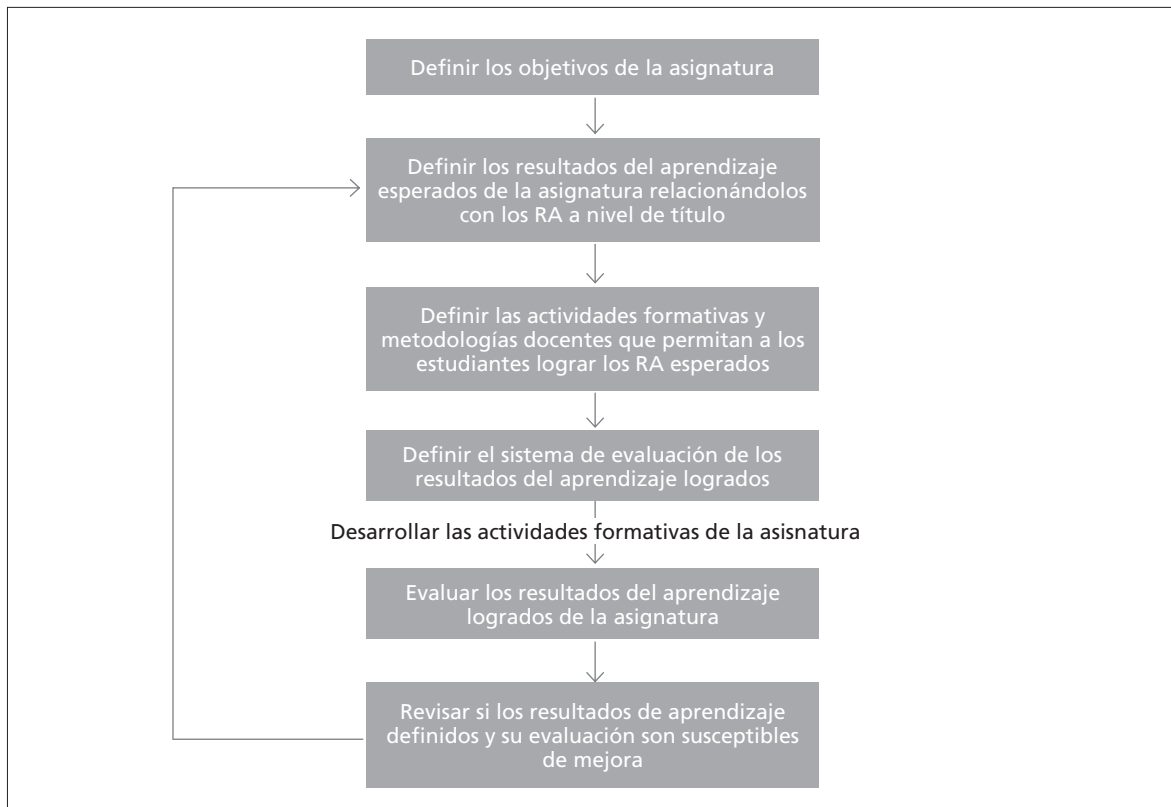 Definir los objetivos de la asignatura
Definir los resultados del aprendizaje
esperados de la asignatura relacionándolos
con los RA a nivel de título
Definir las actividades formativas y
metodologías docentes que permitan a los
estudiantes lograr los RA esperados
Definir el sistema de evaluación de los
resultados del aprendizaje logrados
Desarrollar las actividades formativas de la asisnatura
Evaluar los resultados del aprendizaje
logrados de la asignatura
Revisar si los resultados de aprendizaje
definidos y su evaluación son susceptibles
de mejora